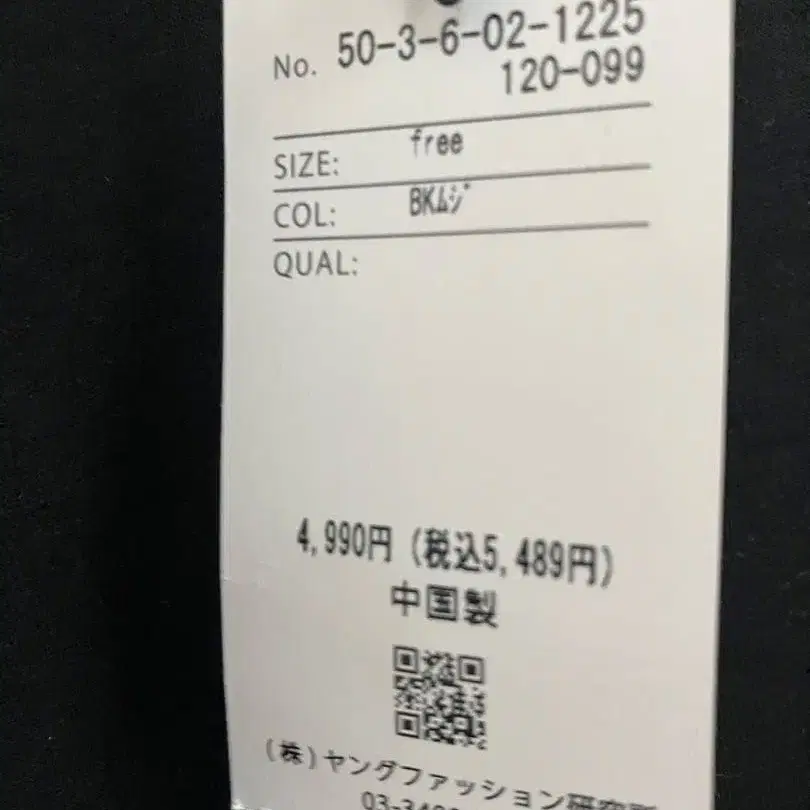 No. 50-3-6-02-1225
120-099
SIZE: free
COL: BKムジ
QUAL:
4,990円 (税込5,489円)
中国製
(株)ヤングファッション研究所
03-34